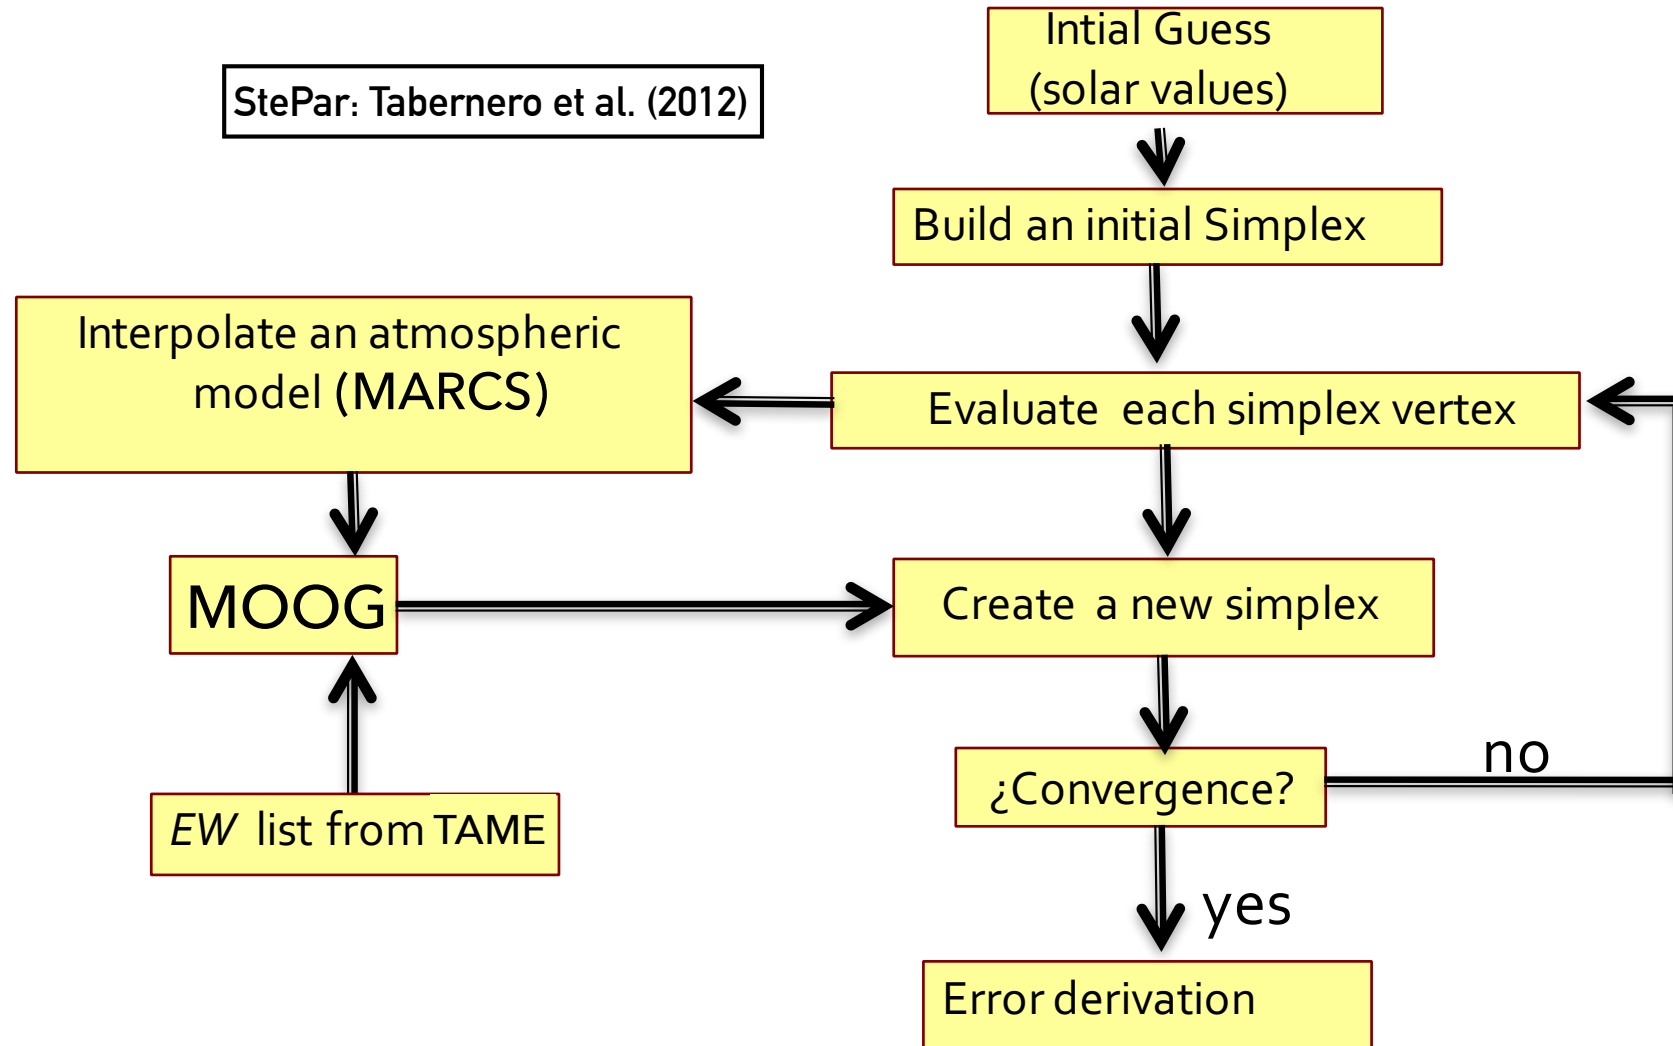 Intial Guess
(solar values)
StePar: Tabernero et al. (2012)
Build an initial Simplex
Interpolate an atmospheric
model (MARCS)
Evaluate each simplex vertex
MOOG
Create a new simplex
EW list from TAME
¿Convergence?
no
yes
Error derivation